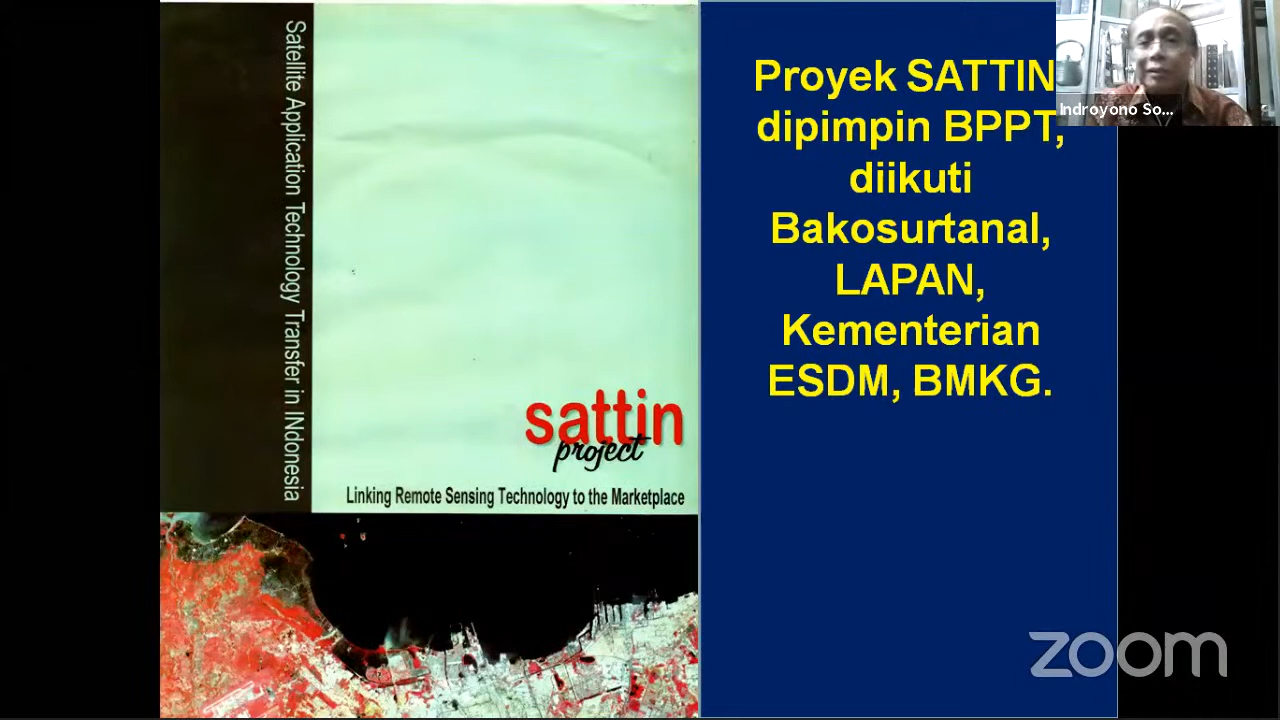 Satellite Application Technology Transfer in INdonesia
sattin
project
Linking Remote Sensing Technology to the Marketplace
Proyek SATTIN
dipimpin BPPT,
diikuti
Bakosurtanal,
LAPAN,
Kementerian
ESDM, BMKG.
Indroyono So...
zoom